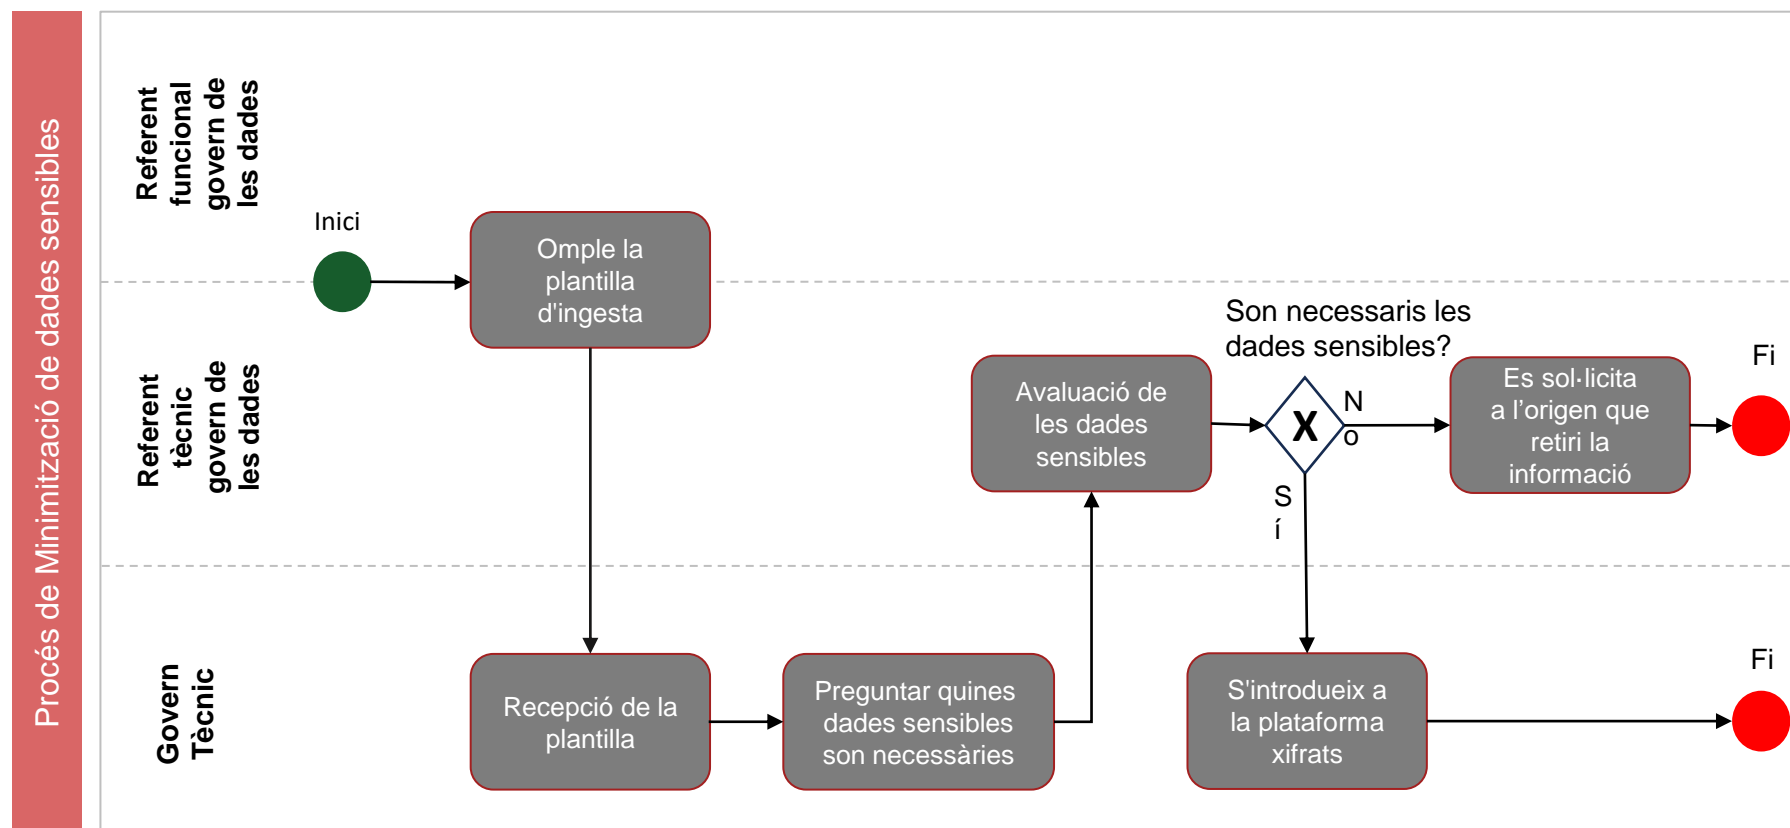 Procés de Minimització de dades sensibles
Referent
funcional
govern de
les dades
Inici
Omple la
plantilla
d'ingesta
Referent
tècnic
govern de
les dades
Avaluació de
les dades
sensibles
Son necessaris les
dades sensibles?
X
N
o
S
í
Es sol·licita
a l’origen que
retiri la
informació
Fi
Govern
Tècnic
Recepció de la
plantilla
Preguntar quines
dades sensibles
son necessàries
S'introdueix a
la plataforma
xifrats
Fi